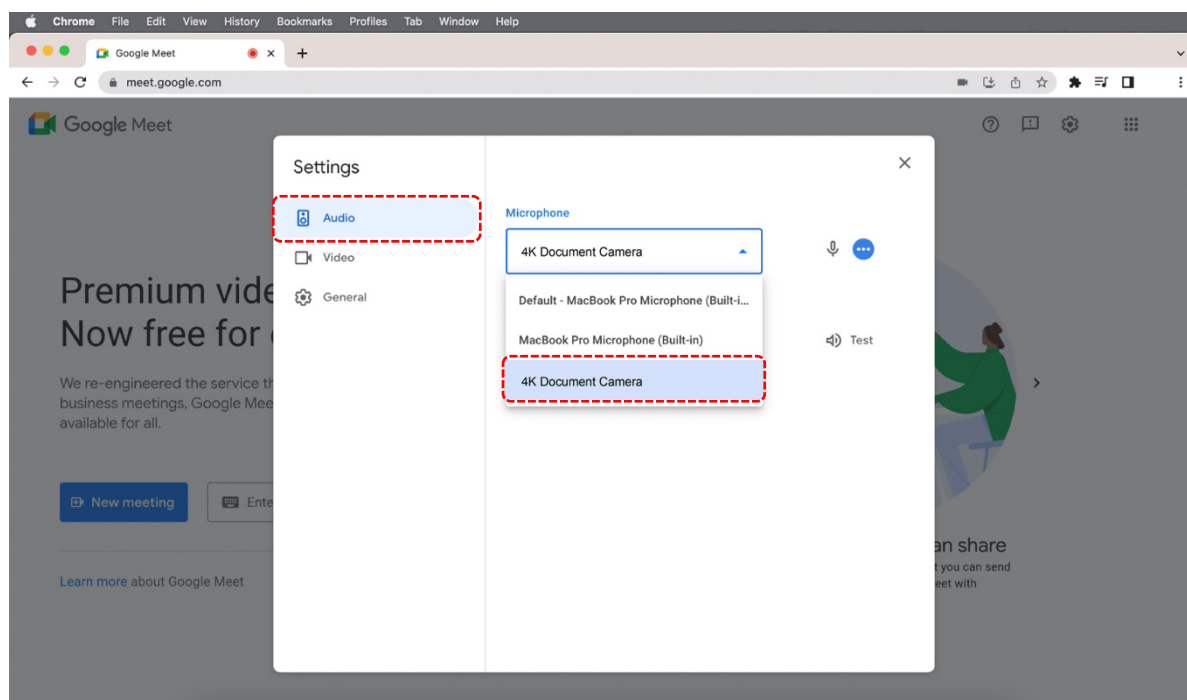 Chrome File Edit View History Bookmarks Profiles Tab Window Help
Google Meet
meet.google.com
Google Meet
Settings
Audio
Video
General
Microphone
4K Document Camera
Default - MacBook Pro Microphone (Built-i...
MacBook Pro Microphone (Built-in)
4K Document Camera
Test
Premium vide
Now free for
We re-engineered the service th
business meetings, Google Mee
available for all.
New meeting
Ente
Learn more about Google Meet
an share
t you can send
eet with